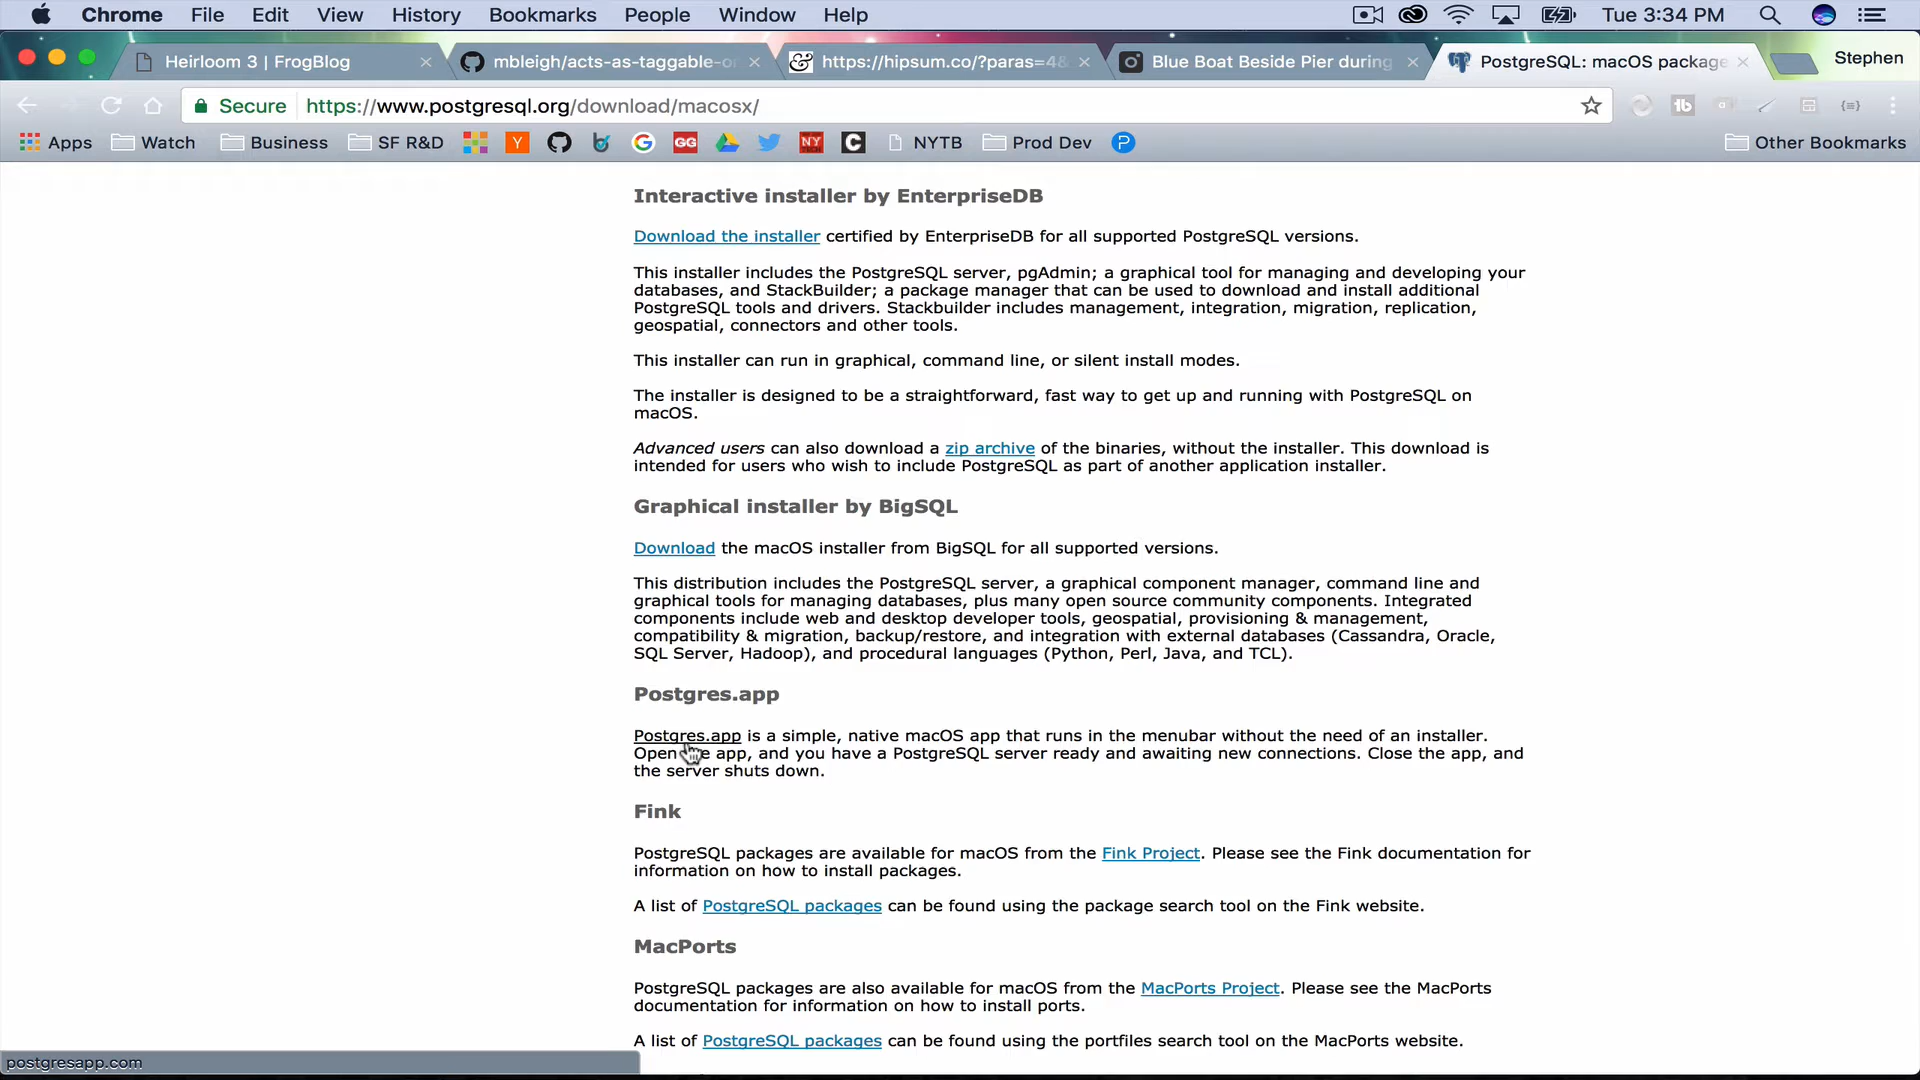 Chrome File Edit View History Bookmarks People Window Help Tue 3:34 PM
Heirloom 3 | FrogBlog mbleigh/acts-as-taggable-o https://hipsum.co/?paras=4& Blue Boat Beside Pier during PostgreSQL: macOS package Stephen
Secure https://www.postgresql.org/download/macosx/
Apps Watch Business SF R&D Y G GG NY C NYTB Prod Dev P Other Bookmarks
Interactive installer by EnterpriseDB
Download the installer certified by EnterpriseDB for all supported PostgreSQL versions.
This installer includes the PostgreSQL server, pgAdmin; a graphical tool for managing and developing your
databases, and StackBuilder; a package manager that can be used to download and install additional
PostgreSQL tools and drivers. Stackbuilder includes management, integration, migration, replication,
geospatial, connectors and other tools.
This installer can run in graphical, command line, or silent install modes.
The installer is designed to be a straightforward, fast way to get up and running with PostgreSQL on
macOS.
Advanced users can also download a zip archive of the binaries, without the installer. This download is
intended for users who wish to include PostgreSQL as part of another application installer.
Graphical installer by BigSQL
Download the macOS installer from BigSQL for all supported versions.
This distribution includes the PostgreSQL server, a graphical component manager, command line and
graphical tools for managing databases, plus many open source community components. Integrated
components include web and desktop developer tools, geospatial, provisioning & management,
compatibility & migration, backup/restore, and integration with external databases (Cassandra, Oracle,
SQL Server, Hadoop), and procedural languages (Python, Perl, Java, and TCL).
Postgres.app
Postgres.app is a simple, native macOS app that runs in the menubar without the need of an installer.
Open app, and you have a PostgreSQL server ready and awaiting new connections. Close the app, and
the server shuts down.
Fink
PostgreSQL packages are available for macOS from the Fink Project. Please see the Fink documentation for
information on how to install packages.
A list of PostgreSQL packages can be found using the package search tool on the Fink website.
MacPorts
PostgreSQL packages are also available for macOS from the MacPorts Project. Please see the MacPorts
documentation for information on how to install ports.
A list of PostgreSQL packages can be found using the portfiles search tool on the MacPorts website.
postgresapp.com